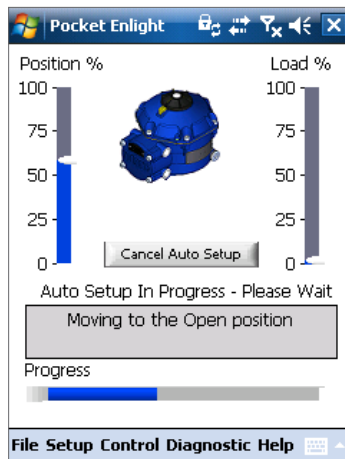 Pocket Enlight
Position %
Load %
100
75
50
25
0
100
75
50
25
0
Cancel Auto Setup
Auto Setup In Progress - Please Wait
Moving to the Open position
Progress
File Setup Control Diagnostic Help